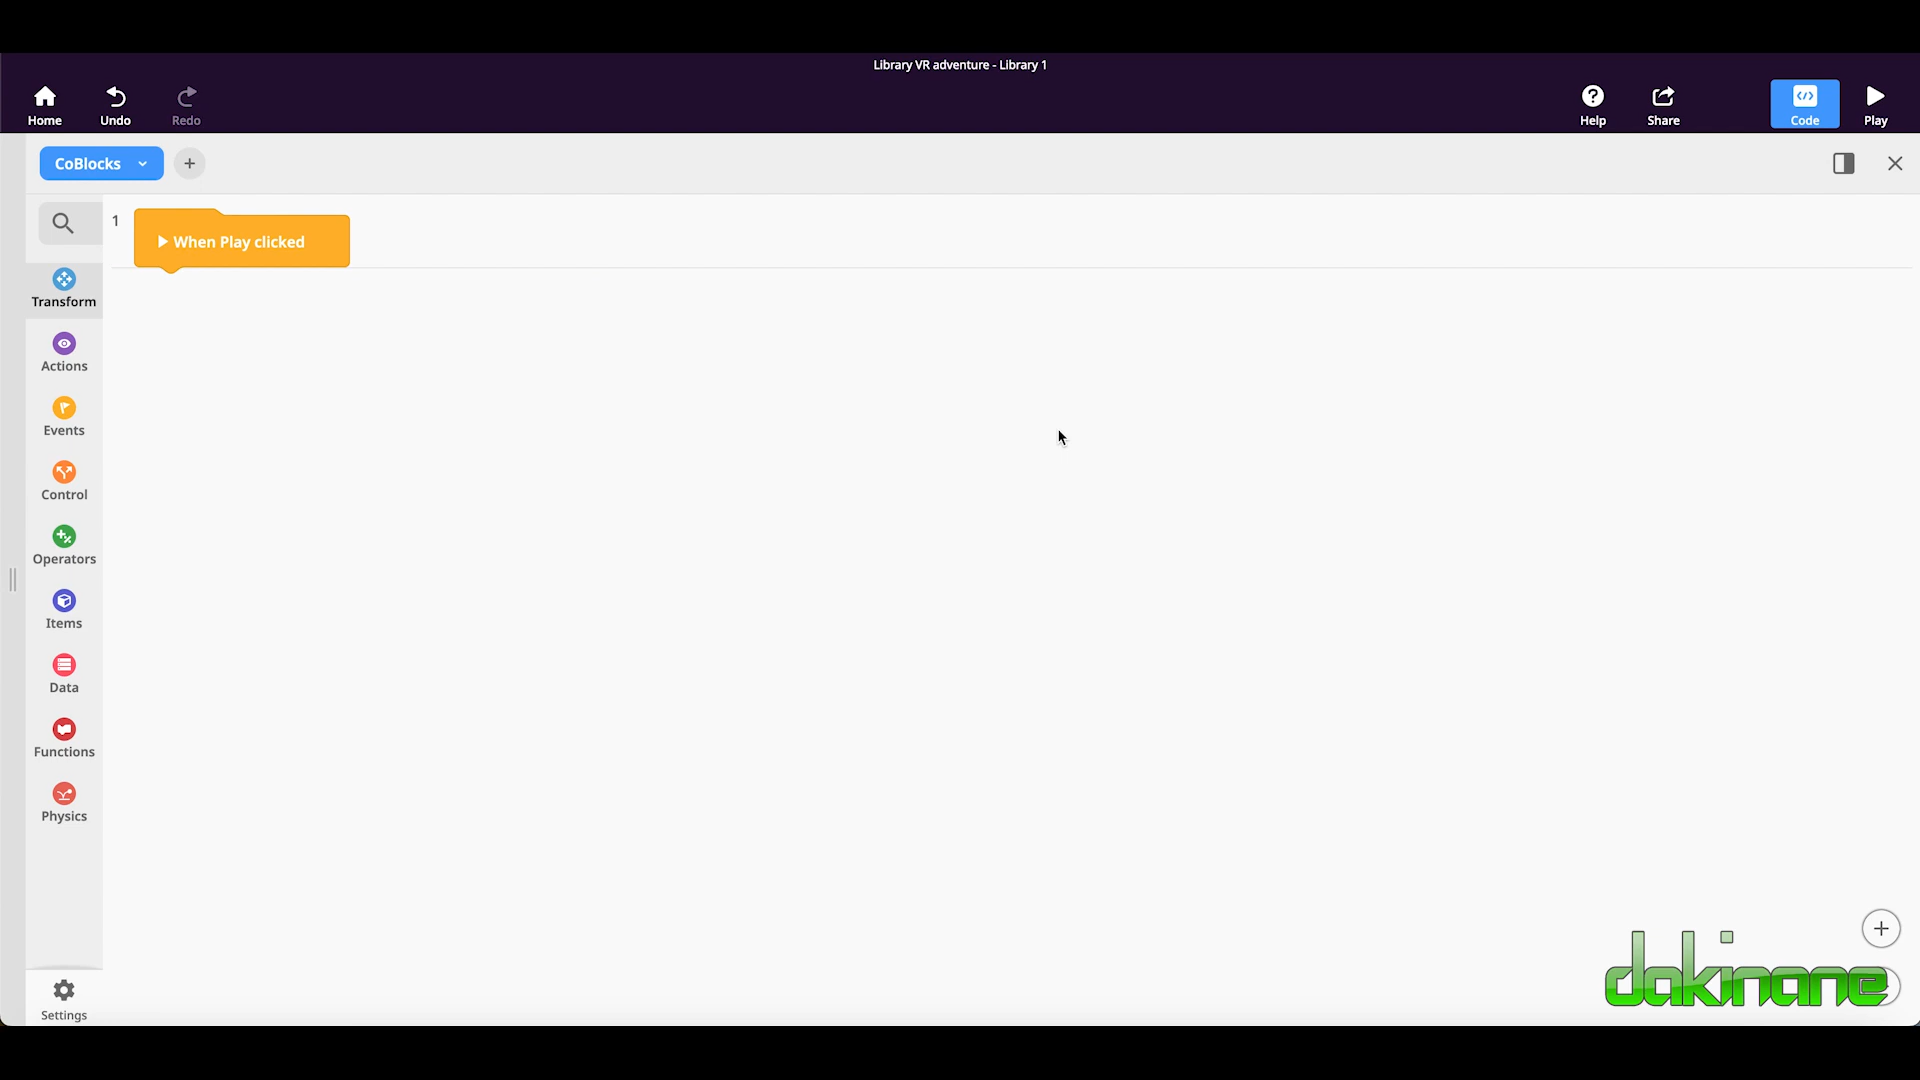 Library VR adventure - Library 1
Home
Undo
Redo
Help
Share
Code
Play
CoBlocks
1
When Play clicked
Transform
Actions
Events
Control
Operators
Items
Data
Functions
Physics
Settings
dakinane